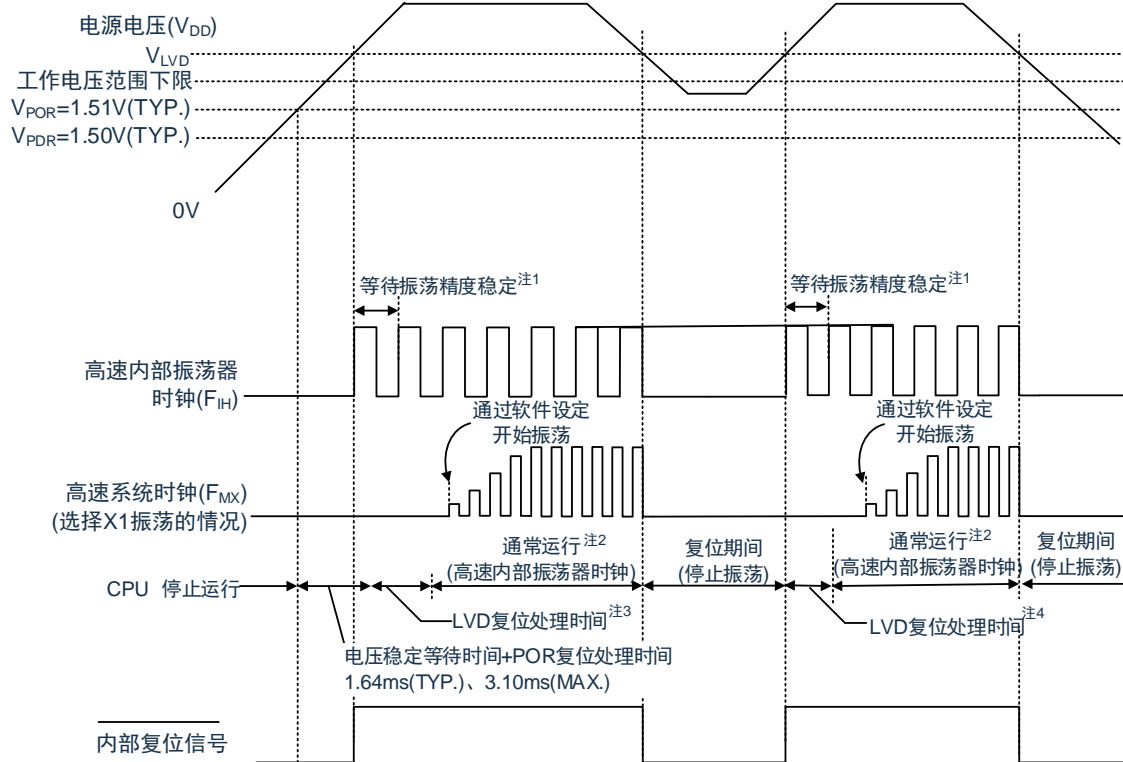 电源电压(VDD)
VLVD
工作电压范围下限
VPOR=1.51V(TYP.)
VPDR=1.50V(TYP.)
0V
等待振荡精度稳定注1
等待振荡精度稳定注1
高速内部振荡器
时钟(FIH)
通过软件设定
开始振荡
通过软件设定
开始振荡
高速系统时钟(FMX)
(选择X1振荡的情况)
通常运行注2
(高速内部振荡器时钟)
复位期间
(停止振荡)
通常运行注2
(高速内部振荡器时钟)
复位期间
(停止振荡)
CPU 停止运行
LVD复位处理时间注3
LVD复位处理时间注4
电压稳定等待时间+POR复位处理时间
1.64ms(TYP.)、3.10ms(MAX.)
内部复位信号